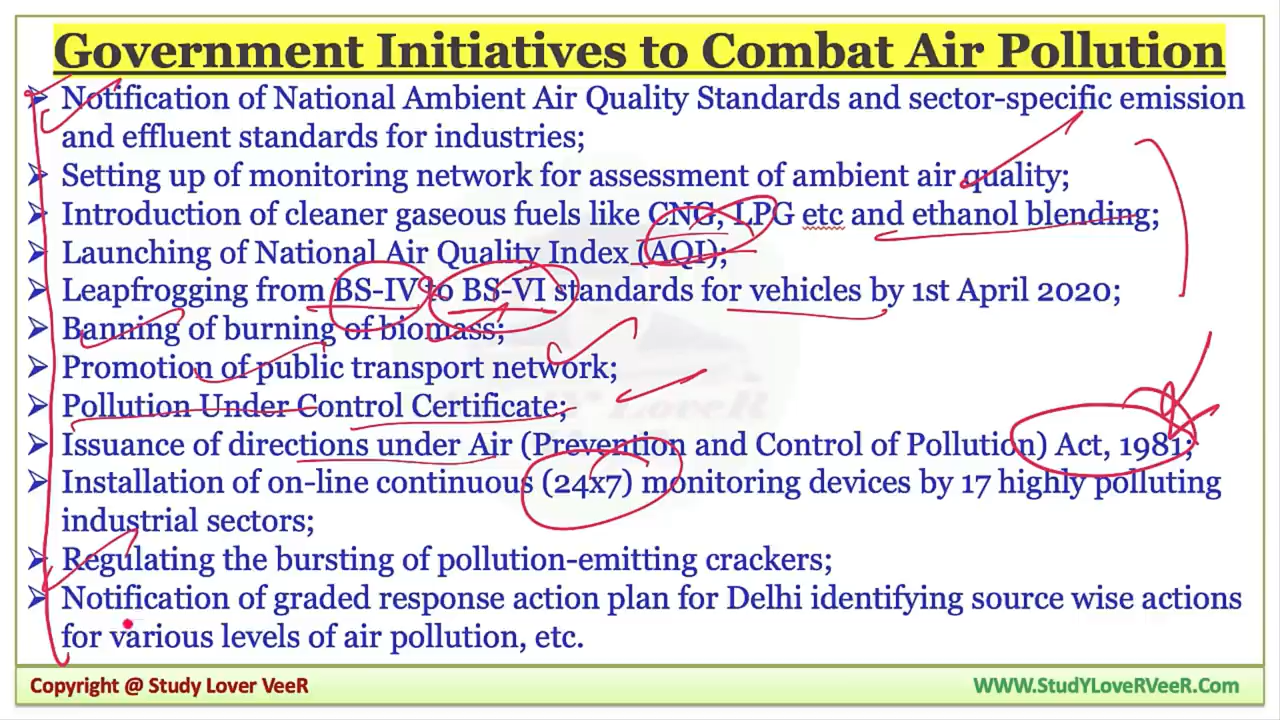 Government Initiatives to Combat Air Pollution
➢ Notification of National Ambient Air Quality Standards and sector-specific emission
and effluent standards for industries;
➢ Setting up of monitoring network for assessment of ambient air quality;
➢ Introduction of cleaner gaseous fuels like CNG, LPG etc and ethanol blending;
➢ Launching of National Air Quality Index (AQI);
➢ Leapfrogging from BS-IV to BS-VI standards for vehicles by 1st April 2020;
➢ Banning of burning of biomass;
➢ Promotion of public transport network;
➢ Pollution Under Control Certificate;
➢ Issuance of directions under Air (Prevention and Control of Pollution) Act, 1981;
➢ Installation of on-line continuous (24x7) monitoring devices by 17 highly polluting
industrial sectors;
➢ Regulating the bursting of pollution-emitting crackers;
➢ Notification of graded response action plan for Delhi identifying source wise actions
for various levels of air pollution, etc.
Copyright @ Study Lover VeeR WWW.StudYLoveRVeeR.Com